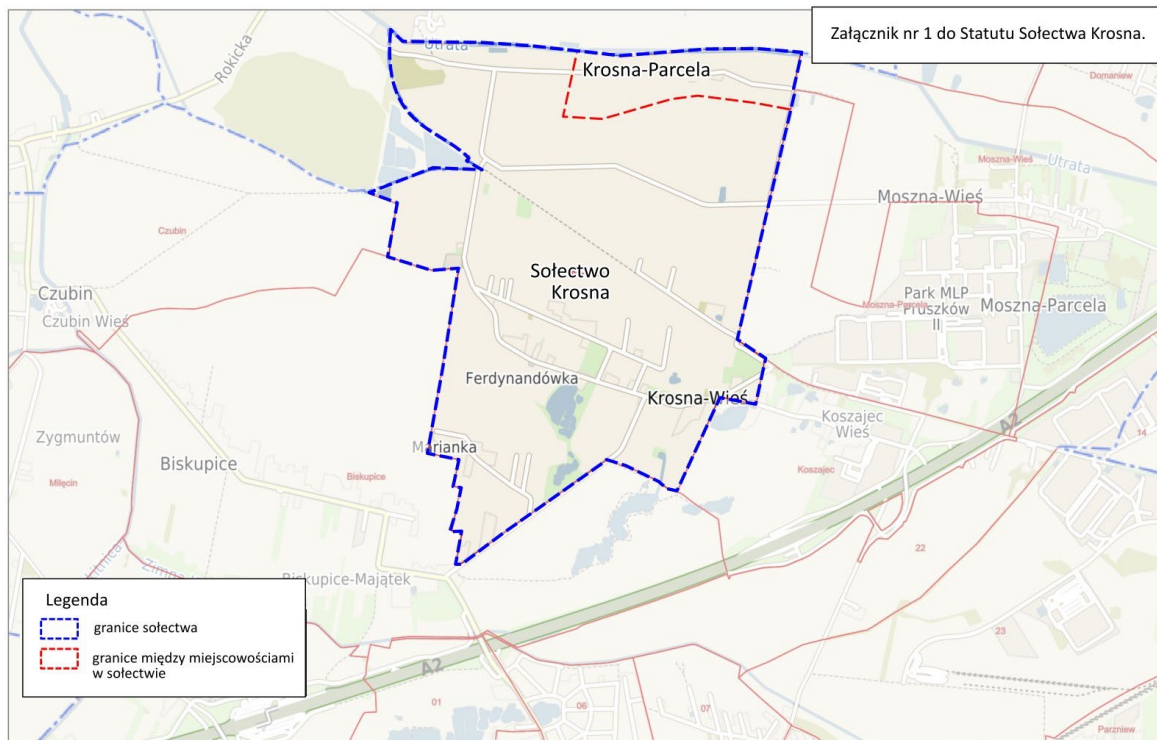 Załącznik nr 1 do Statutu Sołectwa Krosna.
Utrata
Rokicka
Krosna-Parcela
Domaniew
Moszna-Wieś
Utrata
Moszna-Wieś
Czubin
Sołectwo
Krosna
Czubin
Czubin Wieś
Park MLP
Pruszków
II
Moszna-Parcela
Moszna-Parcela
Ferdynandówka
Krosna-Wieś
A2
Koszajec
Wieś
Zygmuntów
Marianka
14
Biskupice
Biskupice
Koszajec
Milęcin
22
Biskupice-Majątek
23
A2
01
06
07
Parzniew
Legenda
granice sołectwa
granice między miejscowościami
w sołectwie